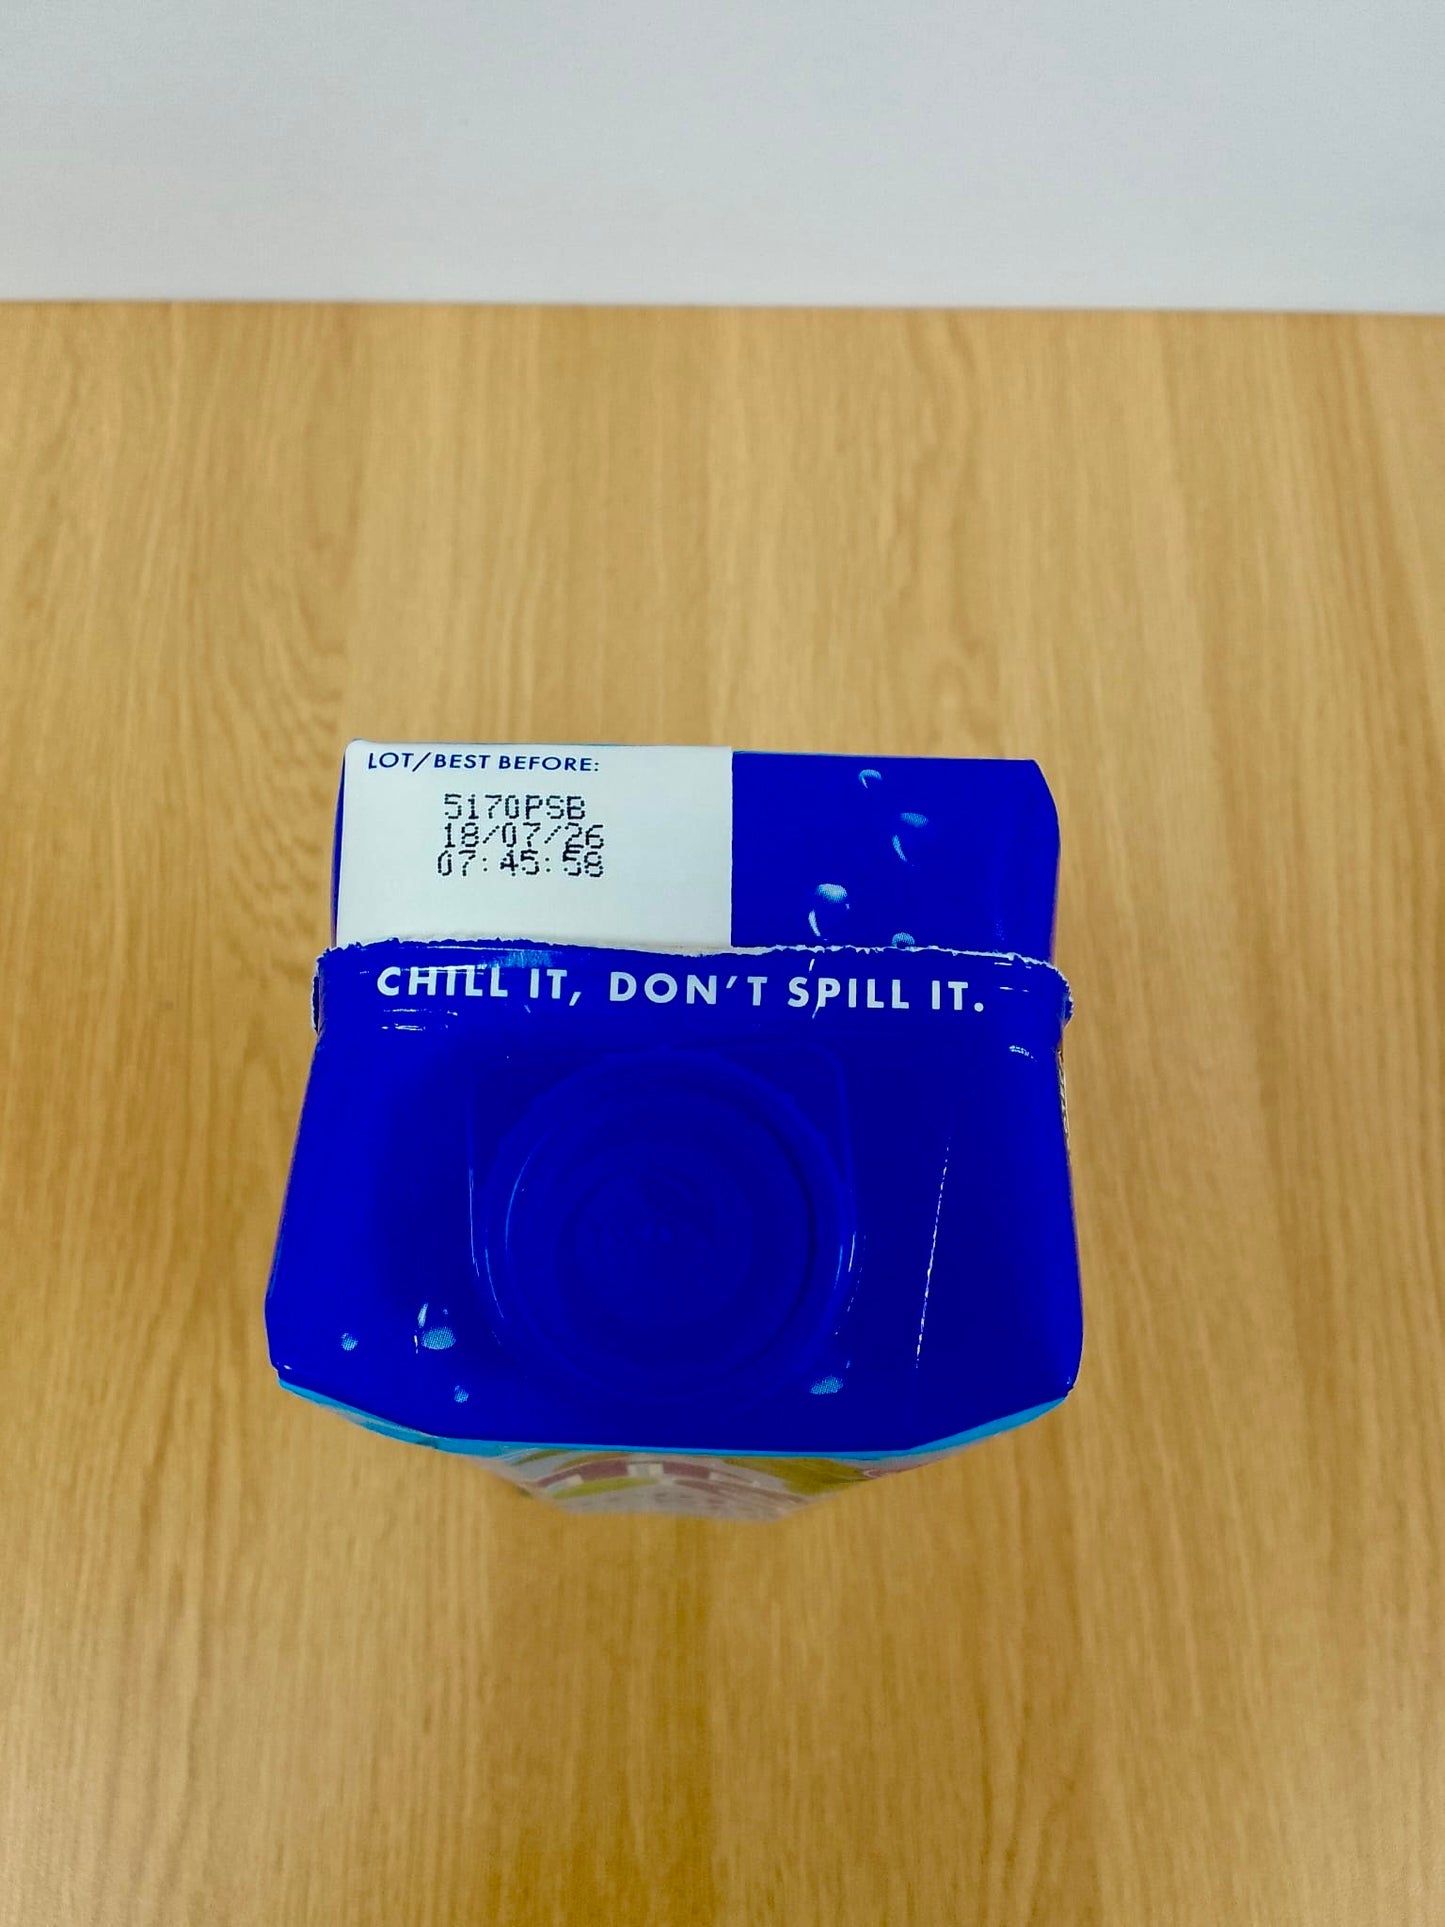 LOT/BEST BEFORE:
5170PSB
18/07/26
07:45:58
CHILL IT, DON'T SPILL IT.